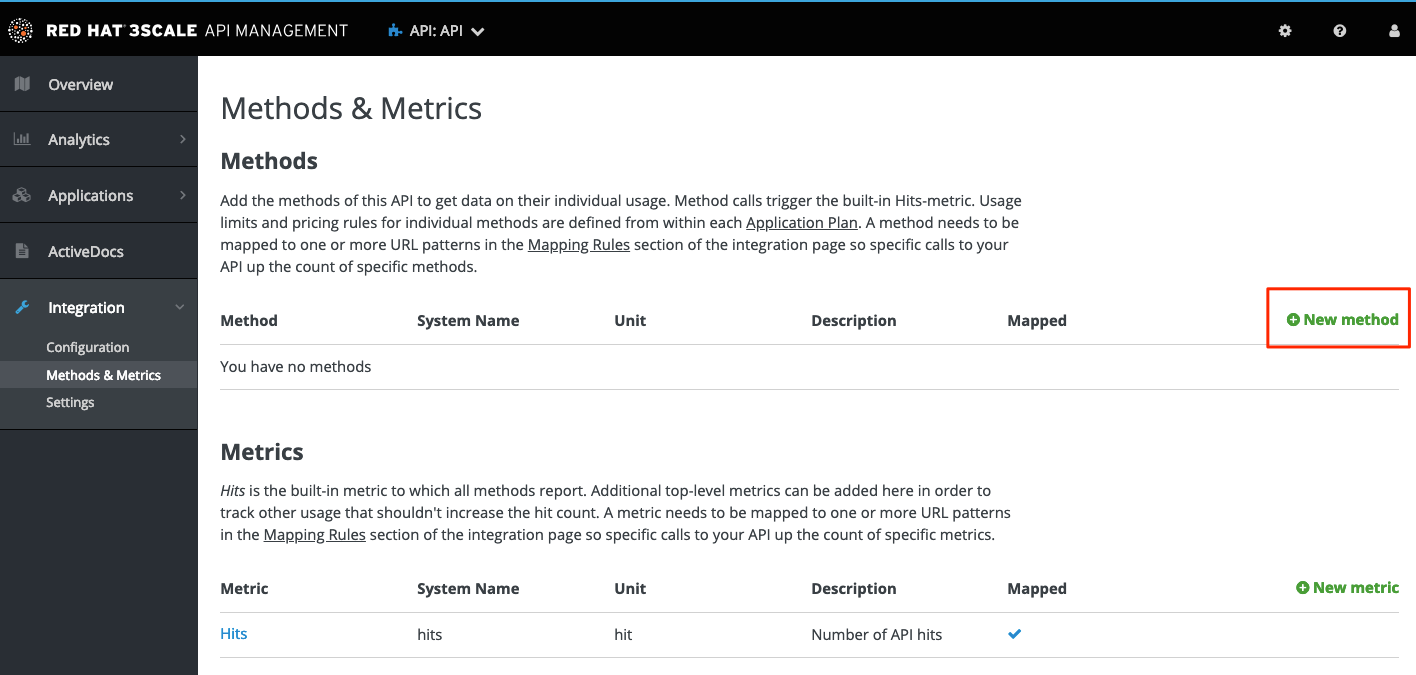 RED HAT® 3SCALE API MANAGEMENT
API: API
Overview
Analytics
Applications
ActiveDocs
Integration
Configuration
Methods & Metrics
Settings
Methods & Metrics
Methods
Add the methods of this API to get data on their individual usage. Method calls trigger the built-in Hits-metric. Usage
limits and pricing rules for individual methods are defined from within each Application Plan. A method needs to be
mapped to one or more URL patterns in the Mapping Rules section of the integration page so specific calls to your
API up the count of specific methods.
Method System Name Unit Description Mapped New method
You have no methods
Metrics
Hits is the built-in metric to which all methods report. Additional top-level metrics can be added here in order to
track other usage that shouldn't increase the hit count. A metric needs to be mapped to one or more URL patterns
in the Mapping Rules section of the integration page so specific calls to your API up the count of specific metrics.
Metric System Name Unit Description Mapped New metric
Hits hits hit Number of API hits